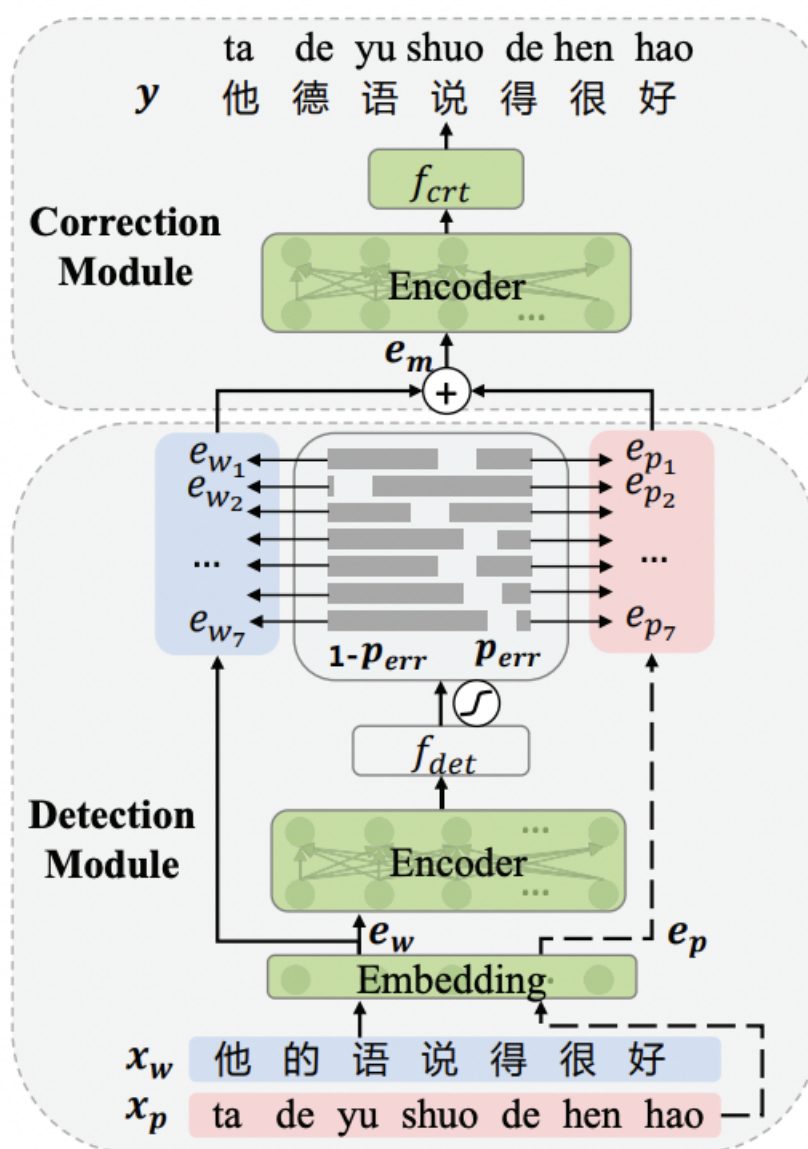 ta de yu shuo de hen hao
y 他 德 语 说 得 很 好
f_crt
Correction Module
Encoder
e_m
+
e_w1 e_p1
e_w2 e_p2
... ...
e_w7 e_p7
1-p_err p_err
f_det
Detection Module
Encoder
e_w e_p
Embedding
x_w 他 的 语 说 得 很 好
x_p ta de yu shuo de hen hao